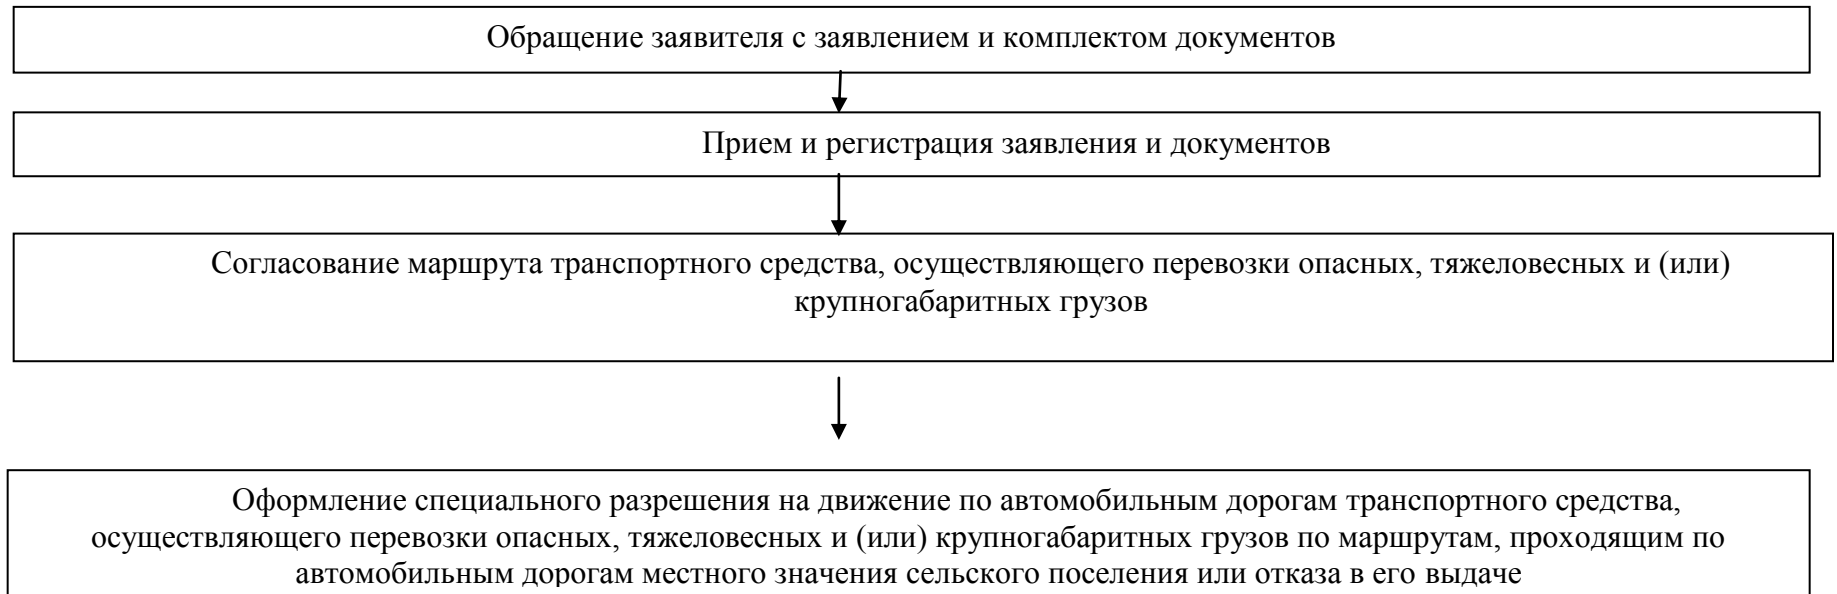 Обращение заявителя с заявлением и комплектом документов
Прием и регистрация заявления и документов
Согласование маршрута транспортного средства, осуществляющего перевозки опасных, тяжеловесных и (или)
крупногабаритных грузов
Оформление специального разрешения на движение по автомобильным дорогам транспортного средства,
осуществляющего перевозки опасных, тяжеловесных и (или) крупногабаритных грузов по маршрутам, проходящим по
автомобильным дорогам местного значения сельского поселения или отказа в его выдаче